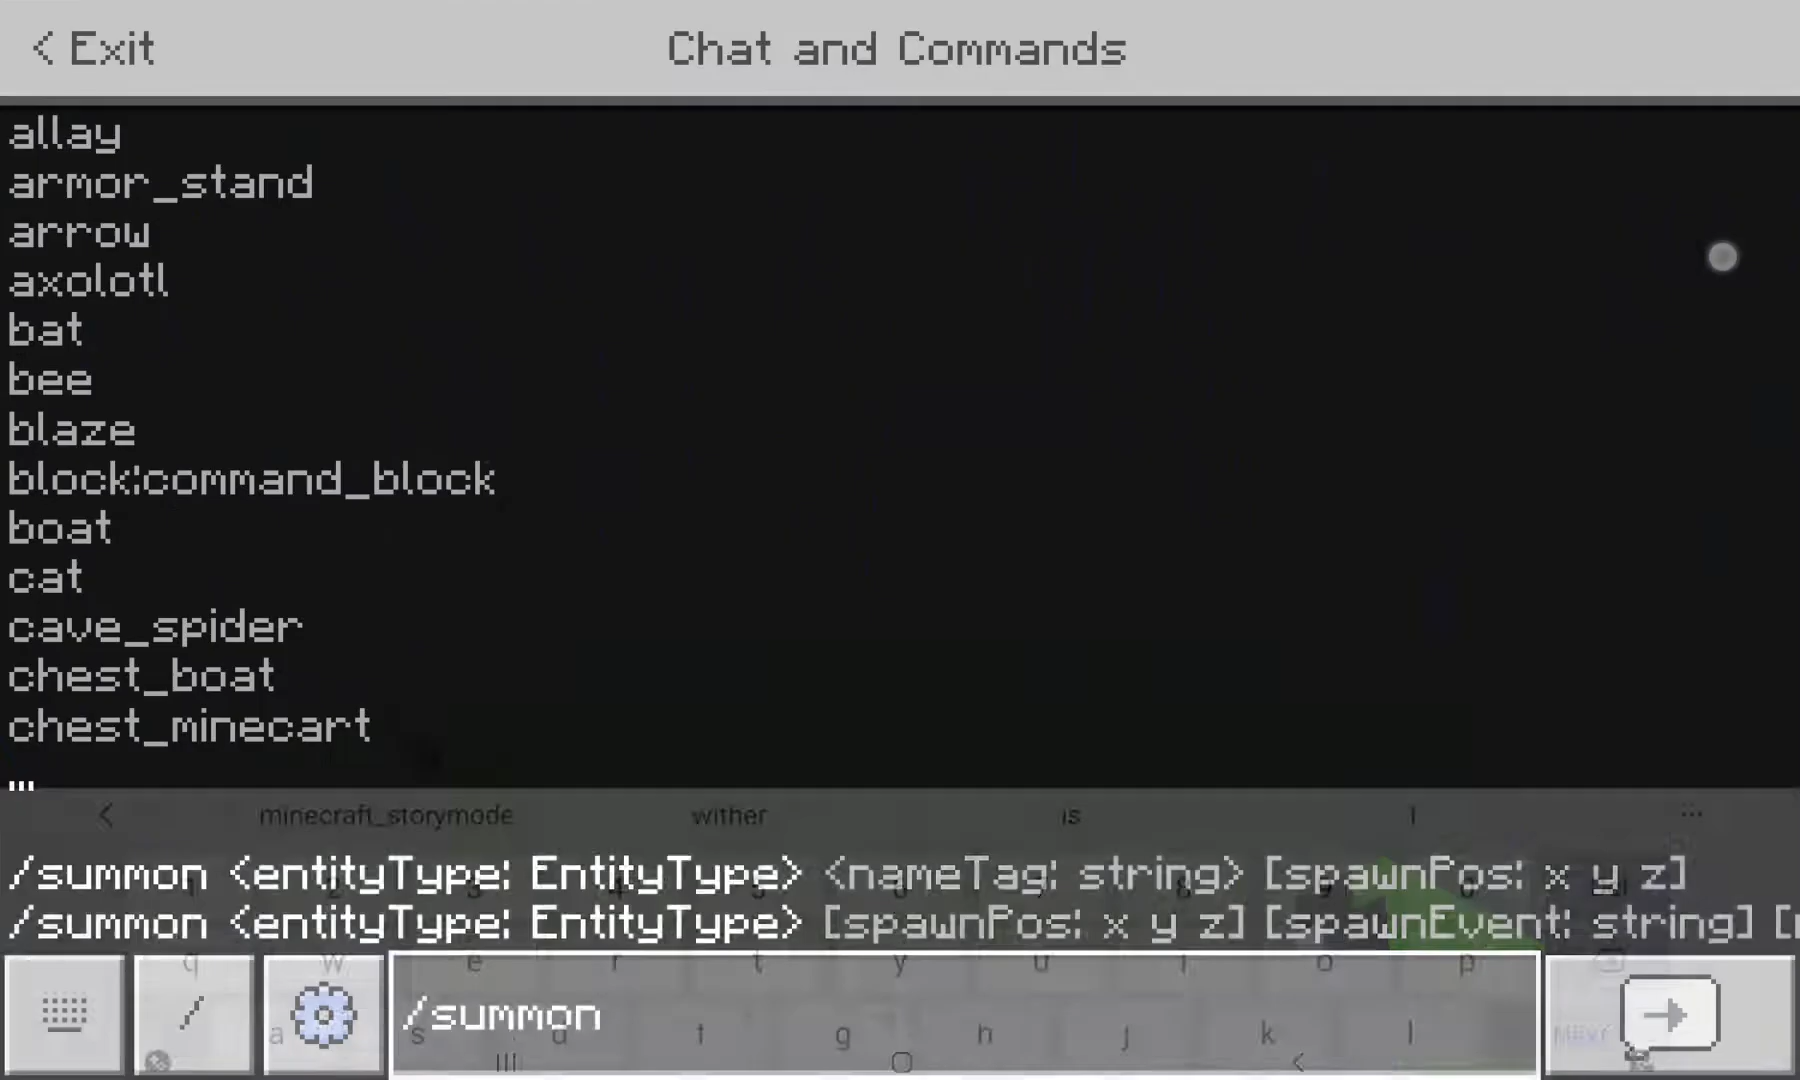 < Exit
Chat and Commands
allay
armor_stand
arrow
axolotl
bat
bee
blaze
block:command_block
boat
cat
cave_spider
chest_boat
chest_minecart
...
< minecraft_storymode wither is I ...
/summon <entityType: EntityType> <nameTag: string> [spawnPos: x y z]
/summon <entityType: EntityType> [spawnPos: x y z] [spawnEvent: string] [
q w e r t y u i o p
/
/summon
a s d f g h j k l